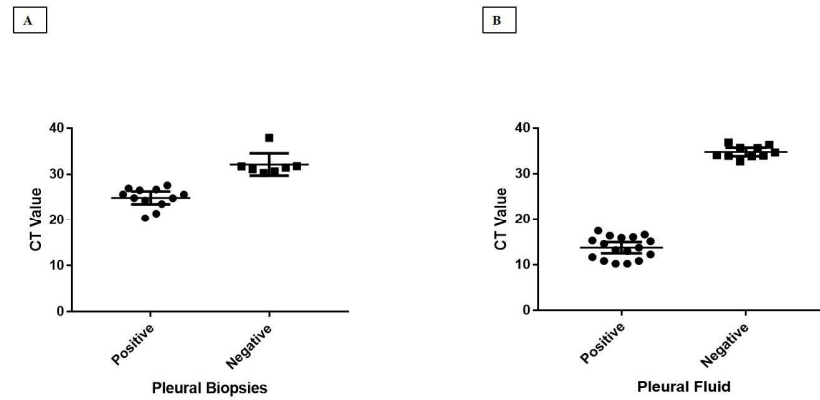 A
CT Value
40
30
20
10
0
Positive
Negative
Pleural Biopsies
B
CT Value
40
30
20
10
0
Positive
Negative
Pleural Fluid